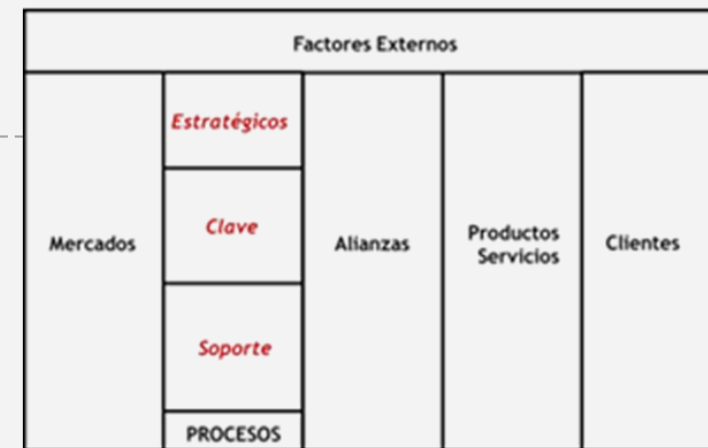 Factores Externos
Mercados
Estratégicos
Clave
Soporte
PROCESOS
Alianzas
Productos
Servicios
Clientes